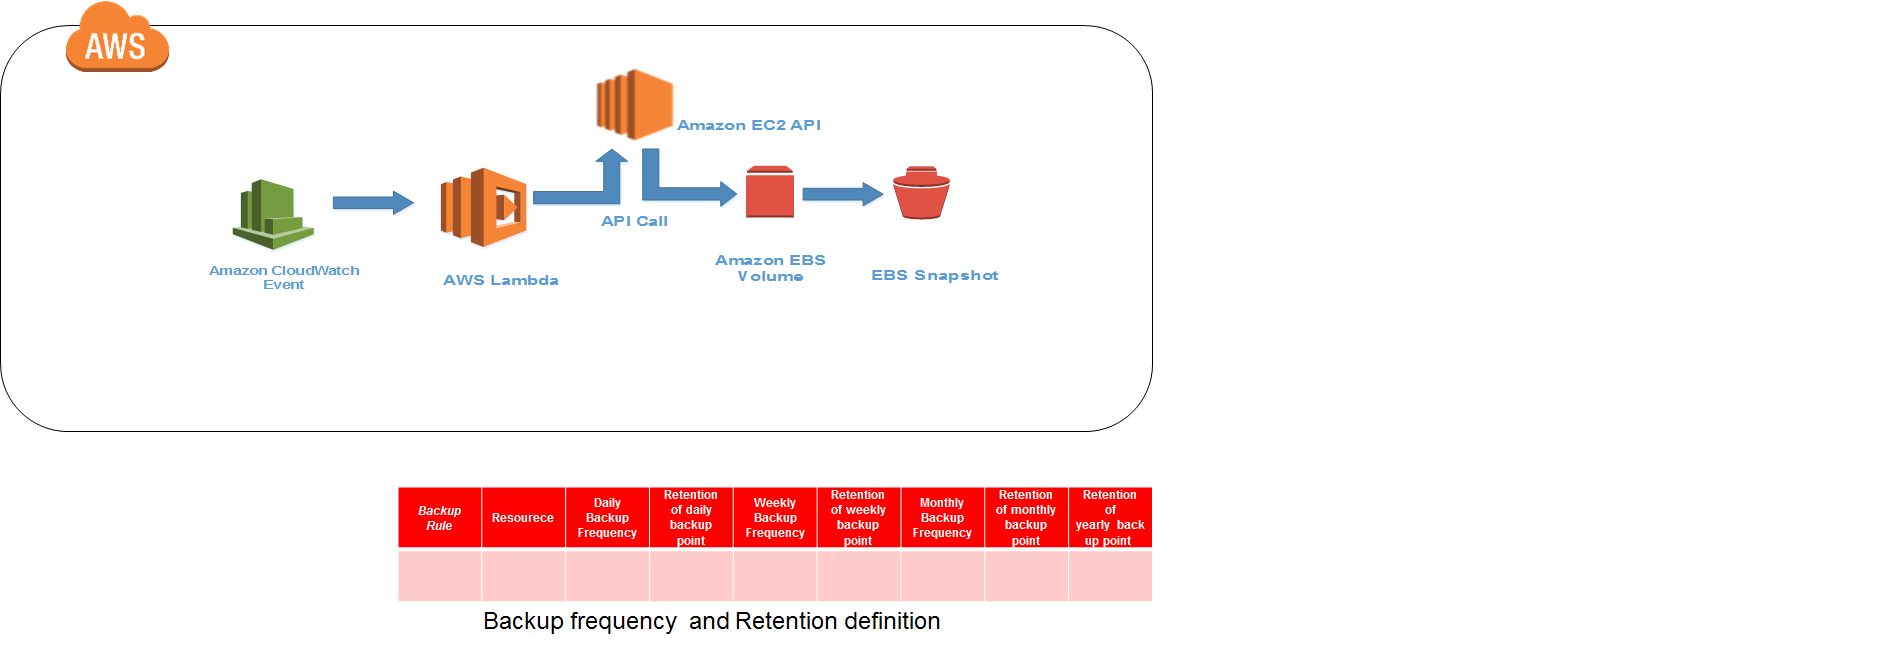 AWS
Amazon EC2 API
API Call
Amazon CloudWatch
Event
AWS Lambda
Amazon EBS
Volume
EBS Snapshot
Backup
Rule
Resourece
Daily
Backup
Frequency
Retention
of daily
backup
point
Weekly
Backup
Frequency
Retention
of weekly
backup
point
Monthly
Backup
Frequency
Retention
of monthly
backup
point
Retention
of
yearly back
up point
Backup frequency and Retention definition